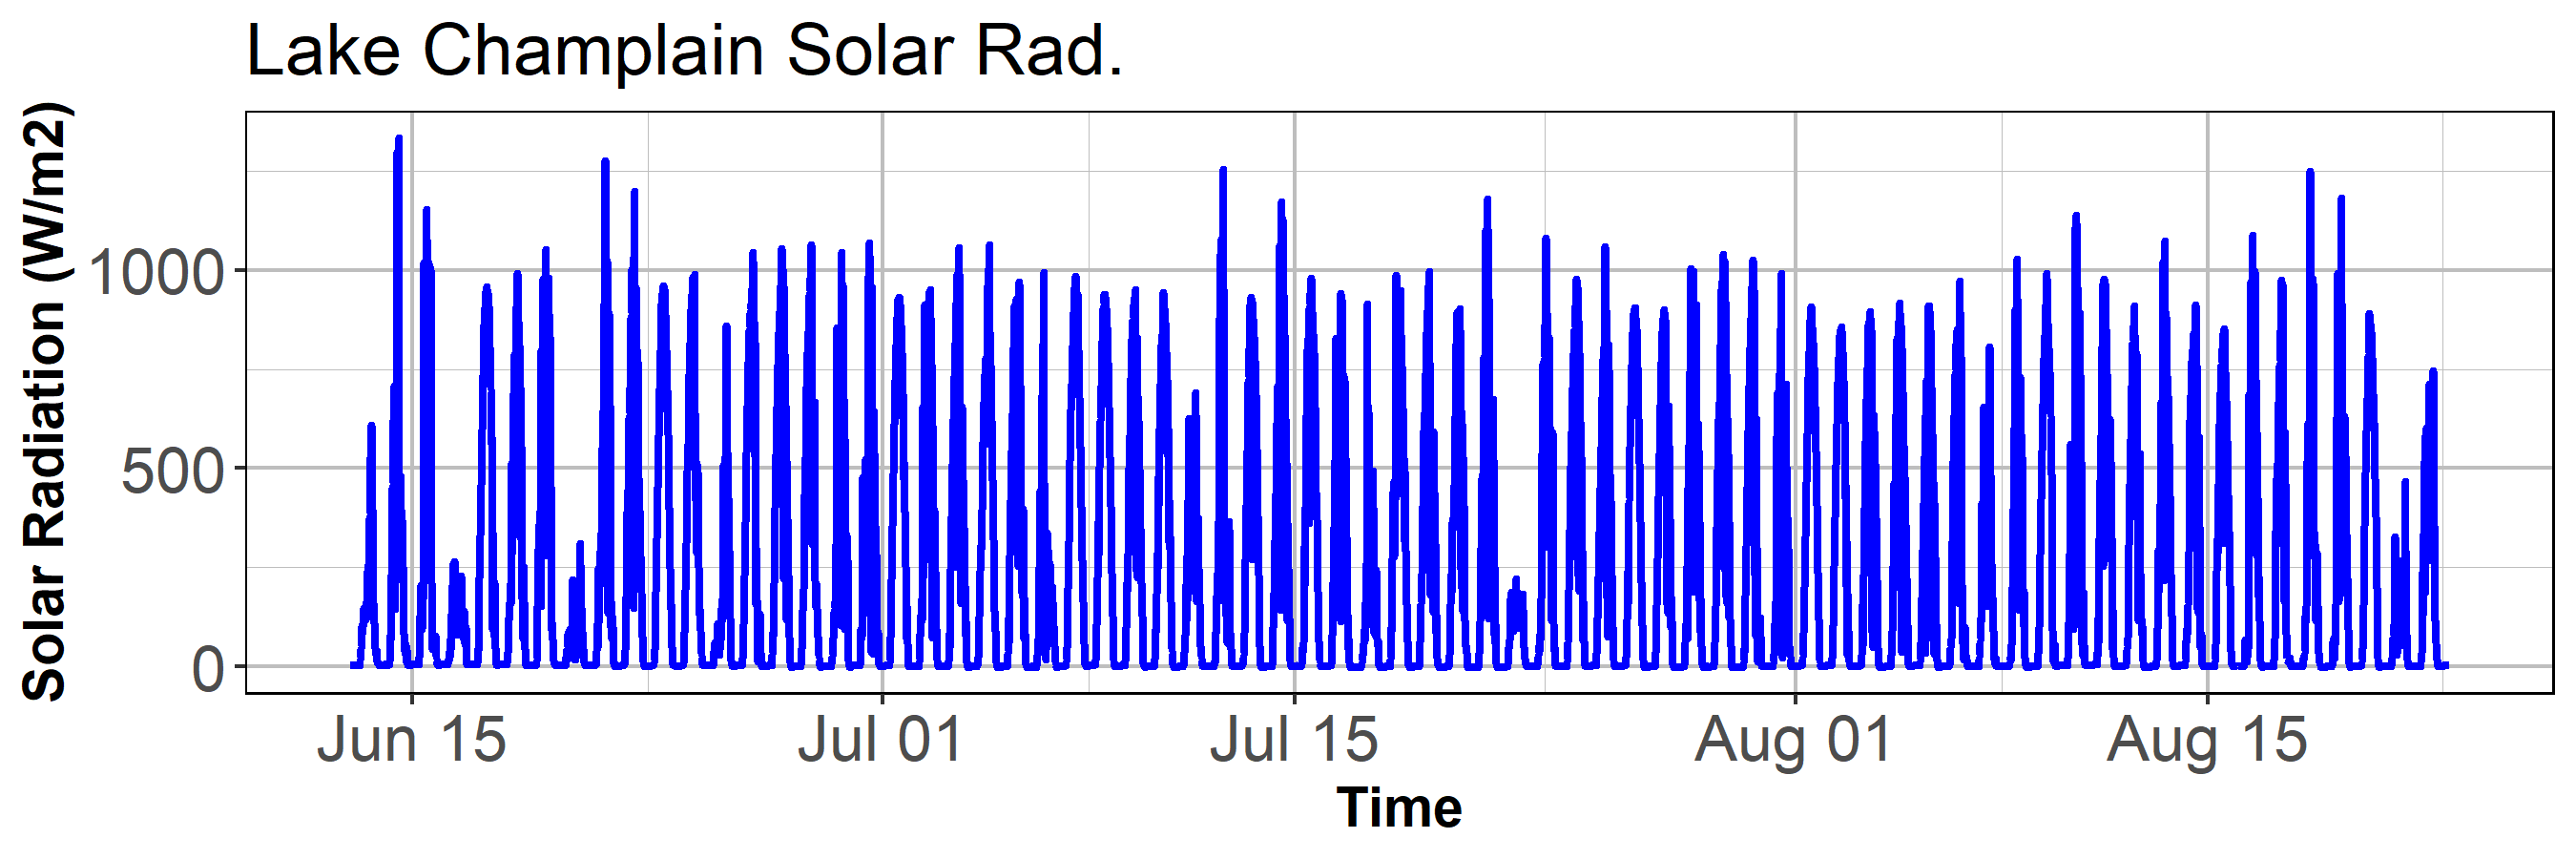 Lake Champlain Solar Rad.
Solar Radiation (W/m2)
1000
500
0
Jun 15
Jul 01
Jul 15
Aug 01
Aug 15
Time